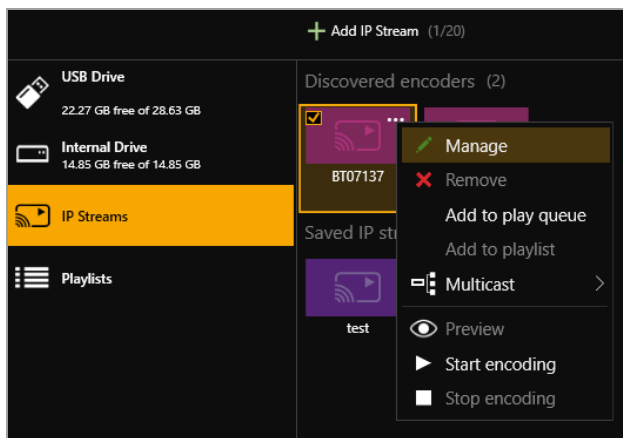 Add IP Stream (1/20)
USB Drive
22.27 GB free of 28.63 GB
Internal Drive
14.85 GB free of 14.85 GB
IP Streams
Playlists
Discovered encoders (2)
BT07137
Saved IP str
test
Manage
Remove
Add to play queue
Add to playlist
Multicast
Preview
Start encoding
Stop encoding